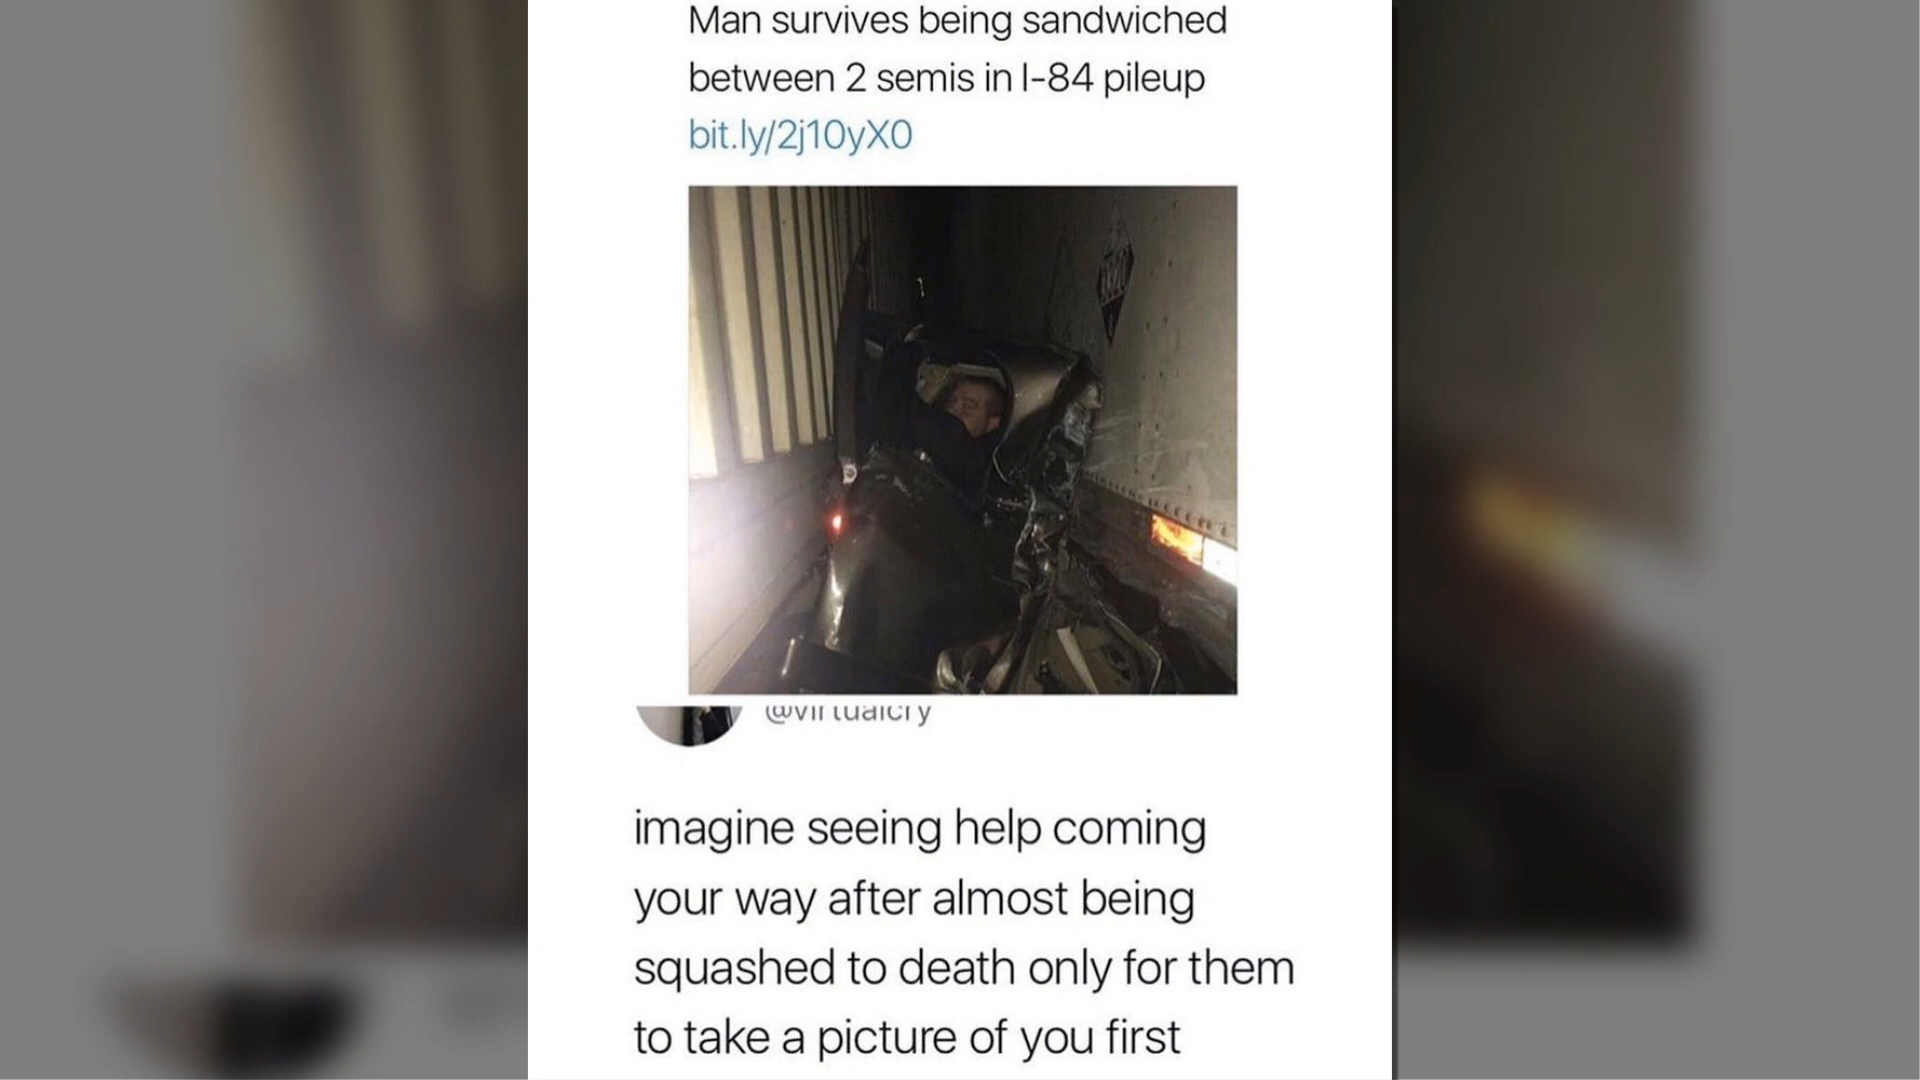 Man survives being sandwiched
between 2 semis in I-84 pileup
bit.ly/2j10yX0
@virtualcry
imagine seeing help coming
your way after almost being
squashed to death only for them
to take a picture of you first